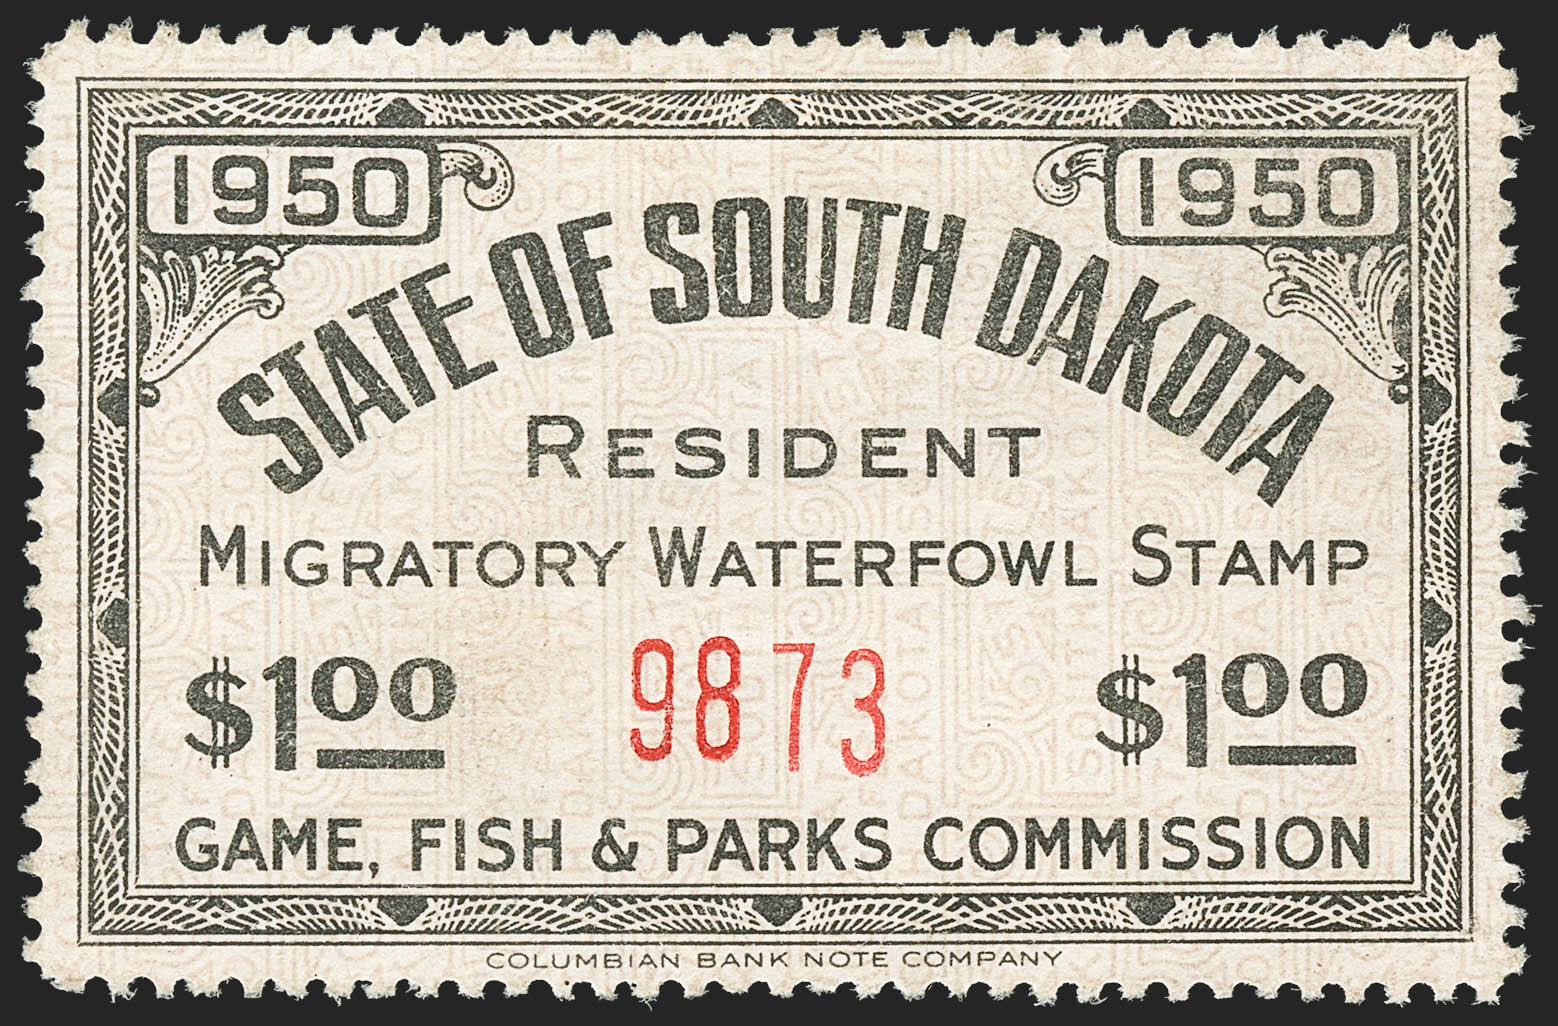 1950 1950
STATE OF SOUTH DAKOTA
RESIDENT
MIGRATORY WATERFOWL STAMP
$1.00 9873 $1.00
GAME, FISH & PARKS COMMISSION
COLUMBIAN BANK NOTE COMPANY